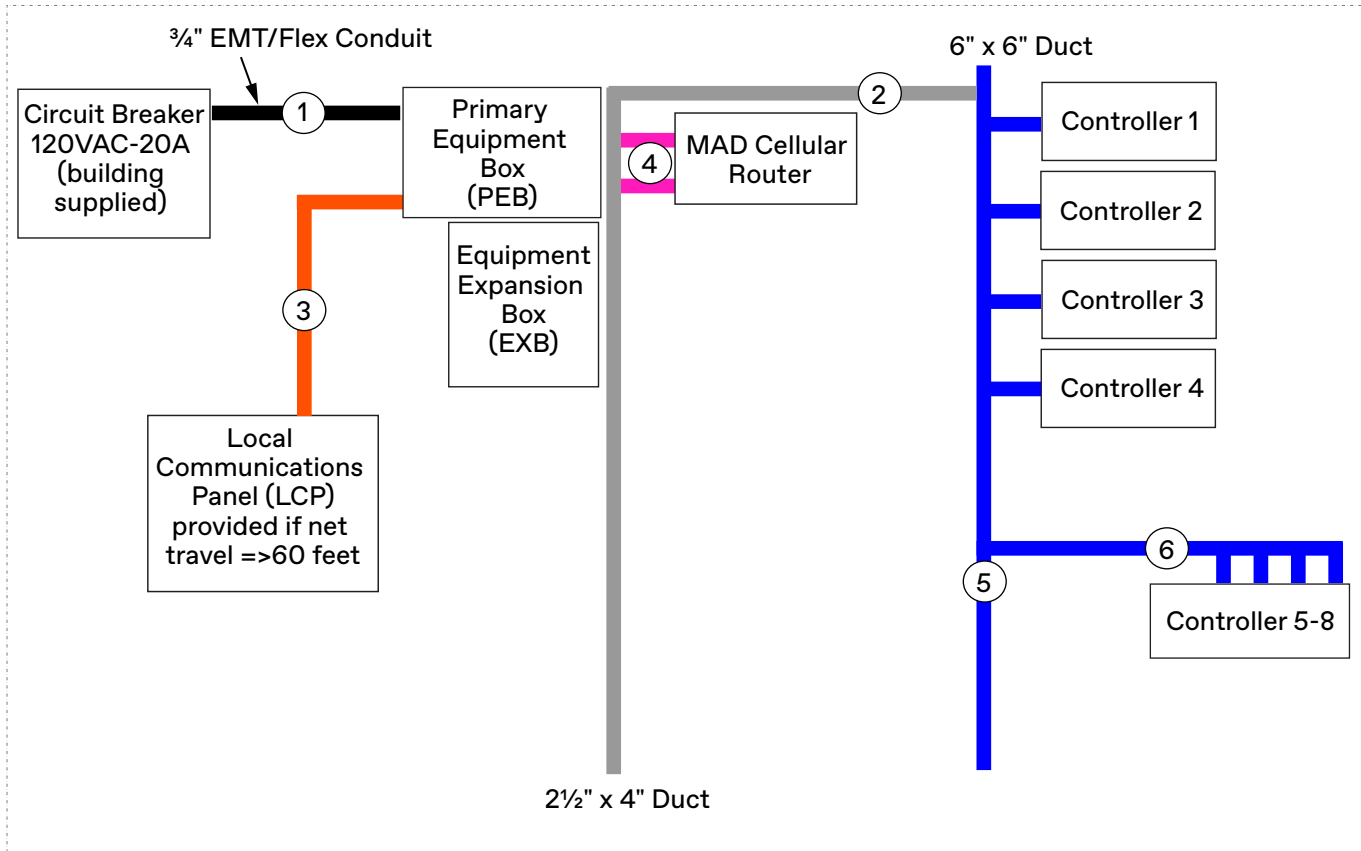 ¾" EMT/Flex Conduit
6" x 6" Duct
Circuit Breaker
120VAC-20A
(building
supplied)
1
Primary
Equipment
Box
(PEB)
2
4
MAD Cellular
Router
Controller 1
Controller 2
Equipment
Expansion
Box
(EXB)
3
Controller 3
Controller 4
Local
Communications
Panel (LCP)
provided if net
travel =>60 feet
6
5
Controller 5-8
2½" x 4" Duct